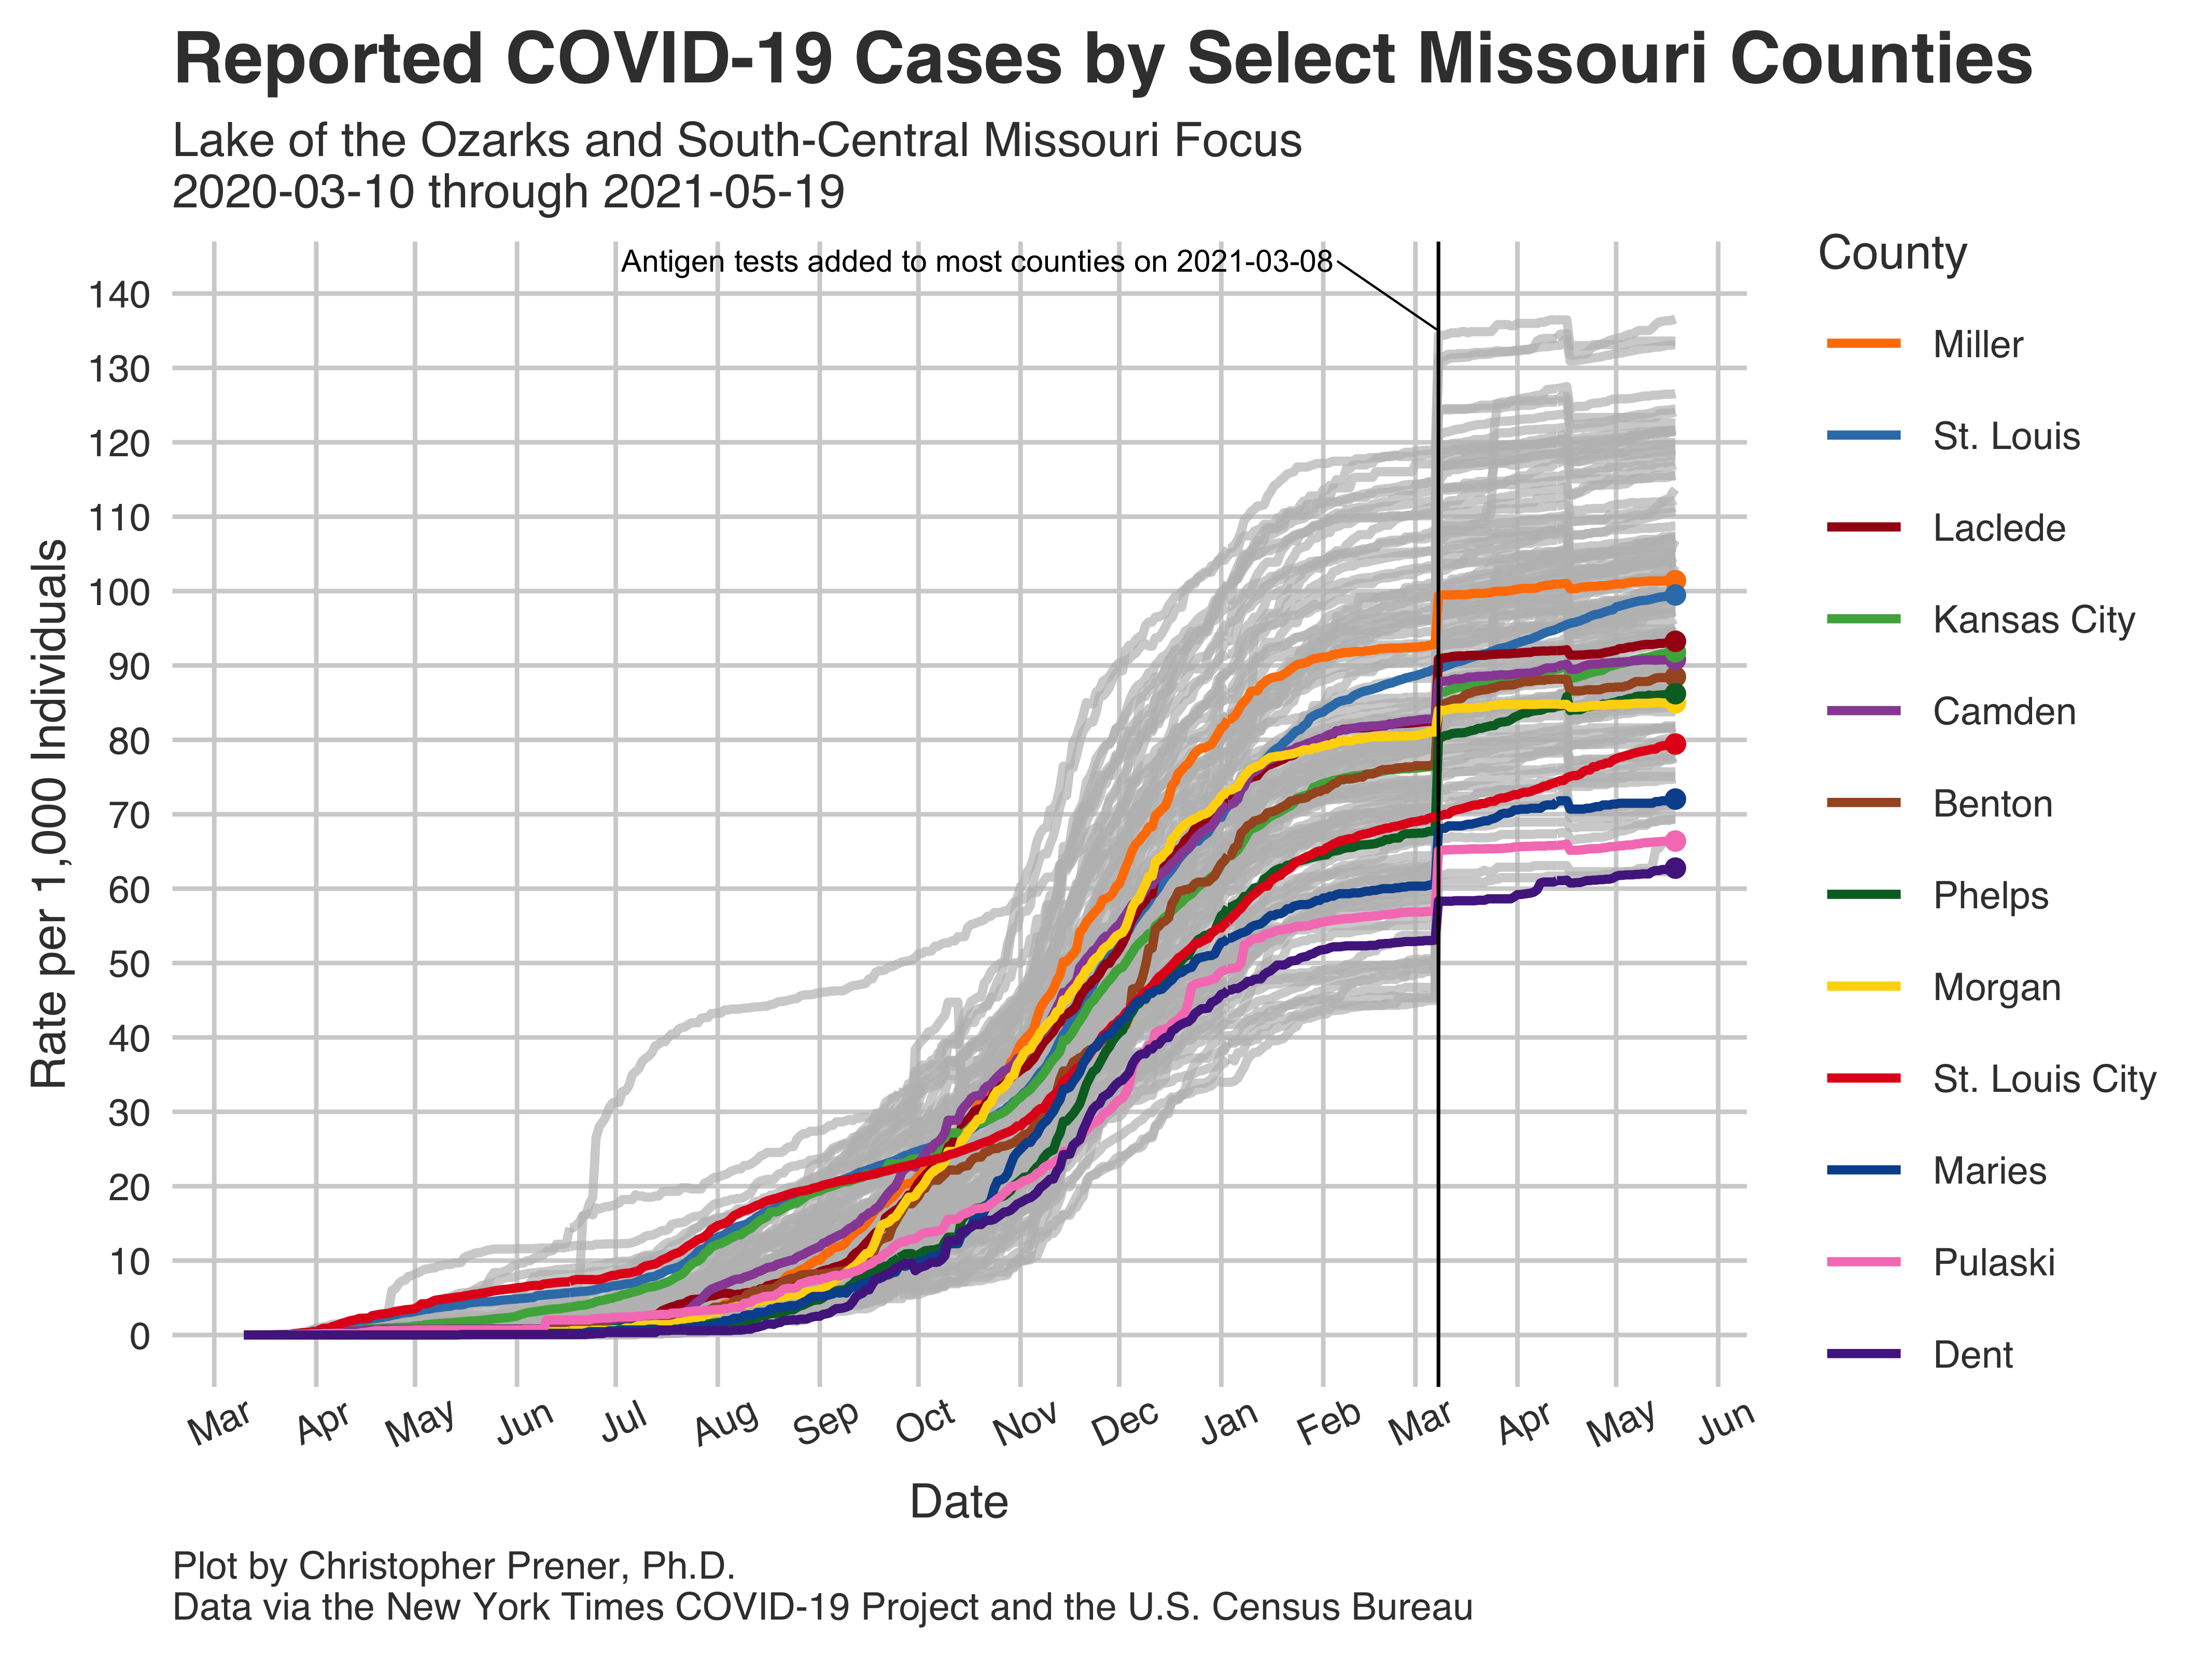 Reported COVID-19 Cases by Select Missouri Counties
Lake of the Ozarks and South-Central Missouri Focus
2020-03-10 through 2021-05-19
Antigen tests added to most counties on 2021-03-08
Rate per 1,000 Individuals
140
130
120
110
100
90
80
70
60
50
40
30
20
10
0
Mar
Apr
May
Jun
Jul
Aug
Sep
Oct
Nov
Dec
Jan
Feb
Mar
Apr
May
Jun
Date
County
Miller
St. Louis
Laclede
Kansas City
Camden
Benton
Phelps
Morgan
St. Louis City
Maries
Pulaski
Dent
Plot by Christopher Prener, Ph.D.
Data via the New York Times COVID-19 Project and the U.S. Census Bureau